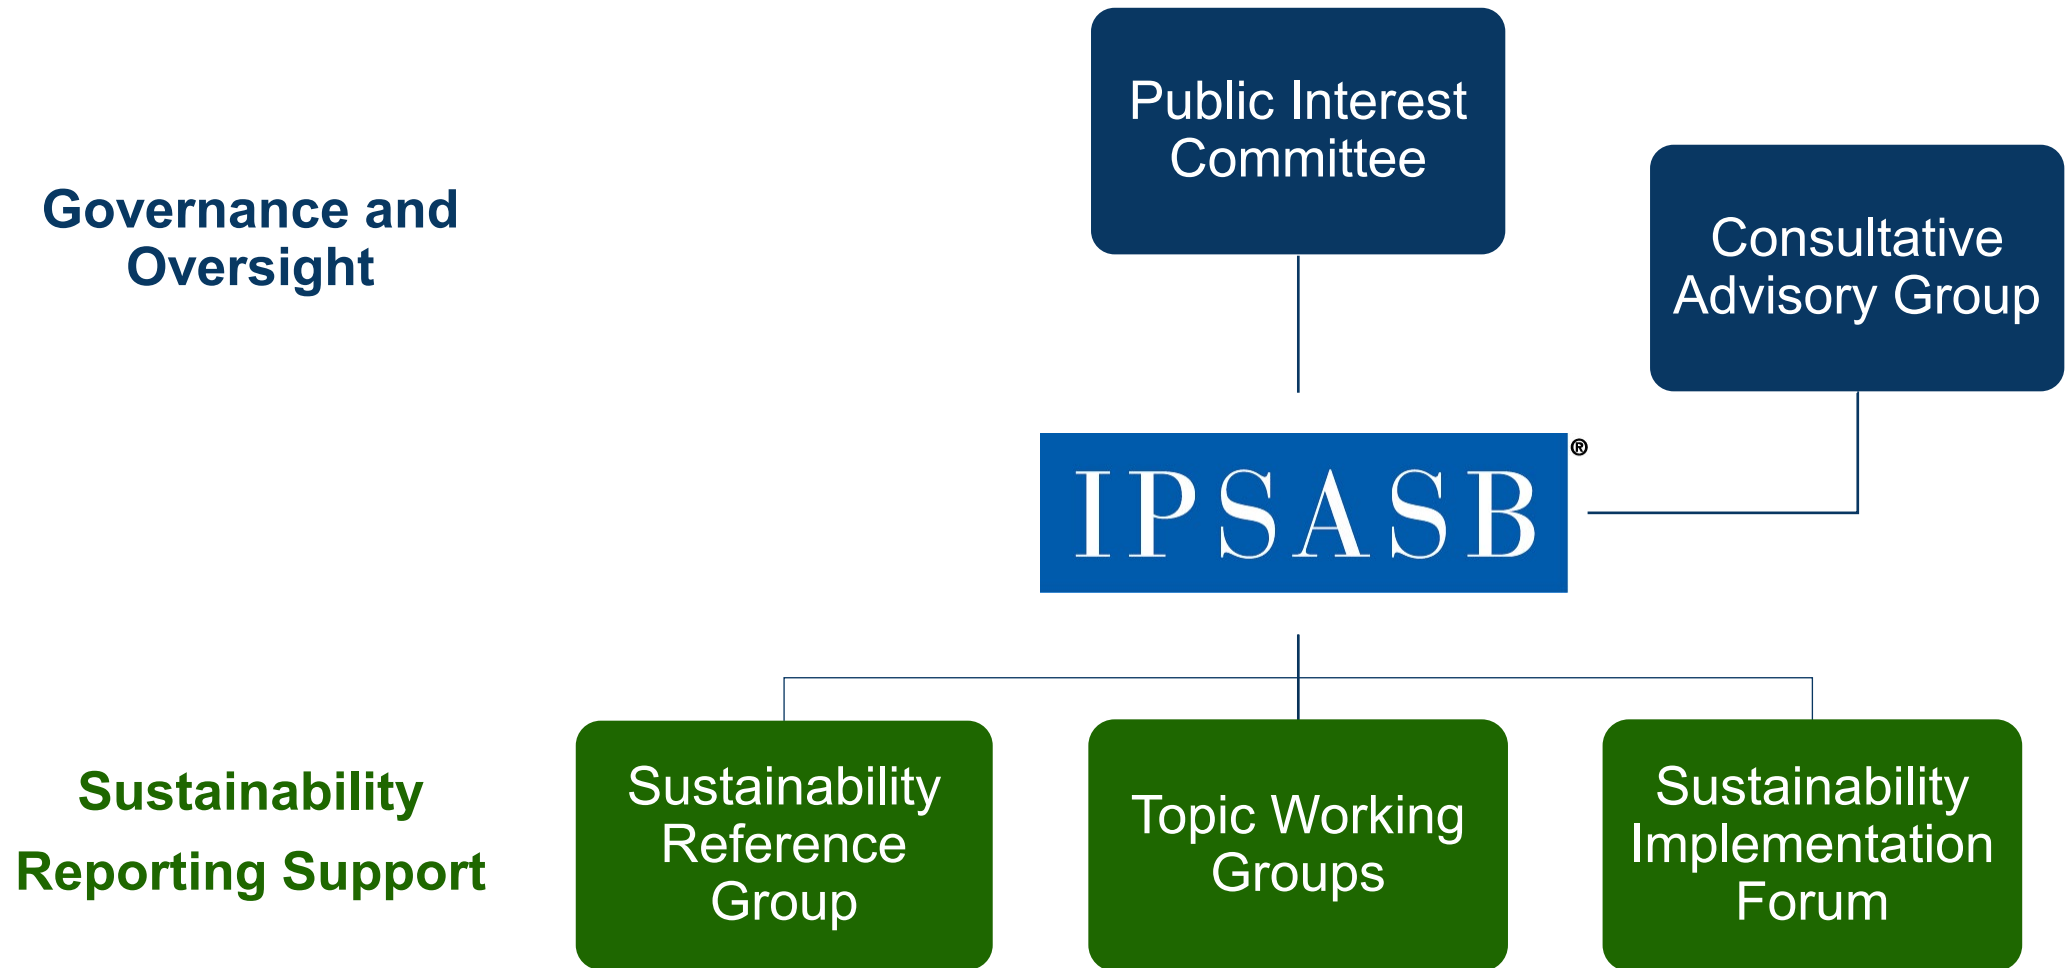 Public Interest
Committee
Governance and
Oversight
Consultative
Advisory Group
IPSASB®
Sustainability
Reporting Support
Sustainability
Reference
Group
Topic Working
Groups
Sustainability
Implementation
Forum